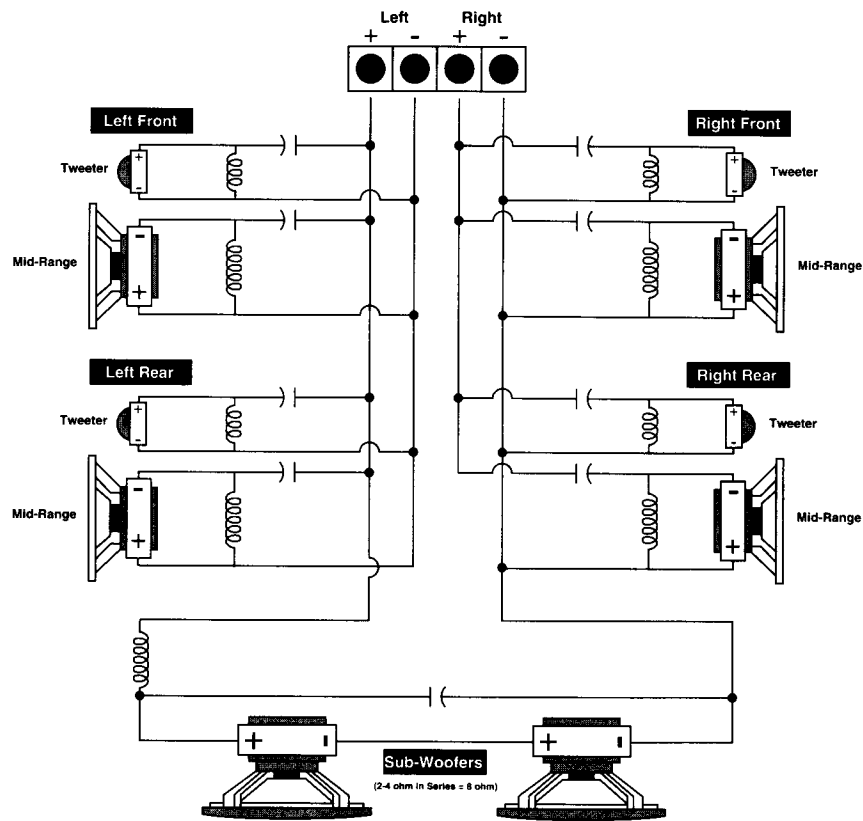 Left Right
+ - + -
Left Front
Right Front
Tweeter
+
-
+
-
Tweeter
Mid-Range
-
+
-
+
Mid-Range
Left Rear
Right Rear
Tweeter
+
-
+
-
Tweeter
Mid-Range
-
+
-
+
Mid-Range
+ - + -
Sub-Woofers
(2-4 ohm in Series = 8 ohm)